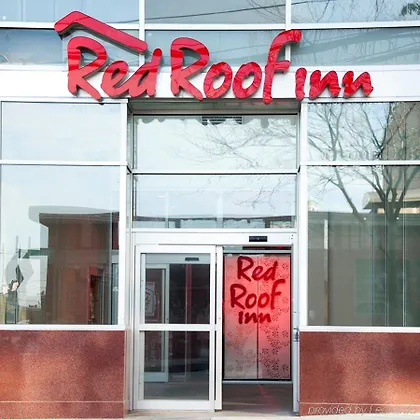 Red Roof Inn
Red
Roof
Inn